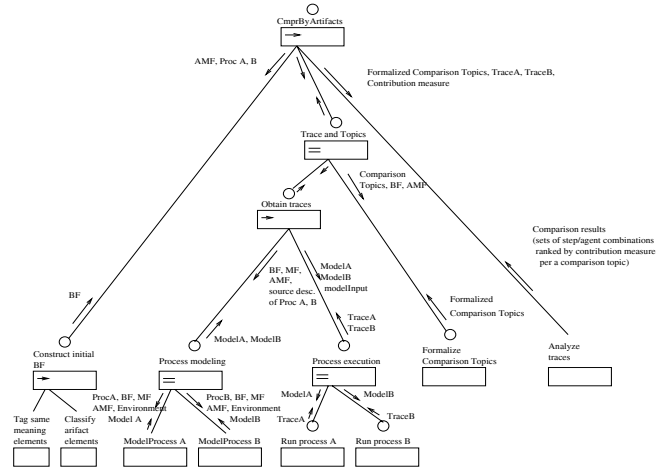 CmprByArtifacts
AMF, Proc A, B
Formalized Comparison Topics, TraceA, TraceB,
Contribution measure
Trace and Topics
Comparison
Topics, BF, AMF
Obtain traces
Comparison results
(sets of step/agent combinations
ranked by contribution measure
per a comparison topic)
BF, MF,
AMF,
source desc.
of Proc A, B
ModelA
ModelB
modelInput
BF
Formalized
Comparison Topics
TraceA
TraceB
ModelA, ModelB
Construct initial
BF
Process modeling
Process execution
Formalize
Comparison Topics
Analyze
traces
ProcA, BF, MF
AMF, Environment
Model A
ProcB, BF, MF
AMF, Environment
ModelB
ModelA
ModelB
TraceA
TraceB
Tag same
meaning
elements
Classify
arifact
elements
ModelProcess A
ModelProcess B
Run process A
Run process B